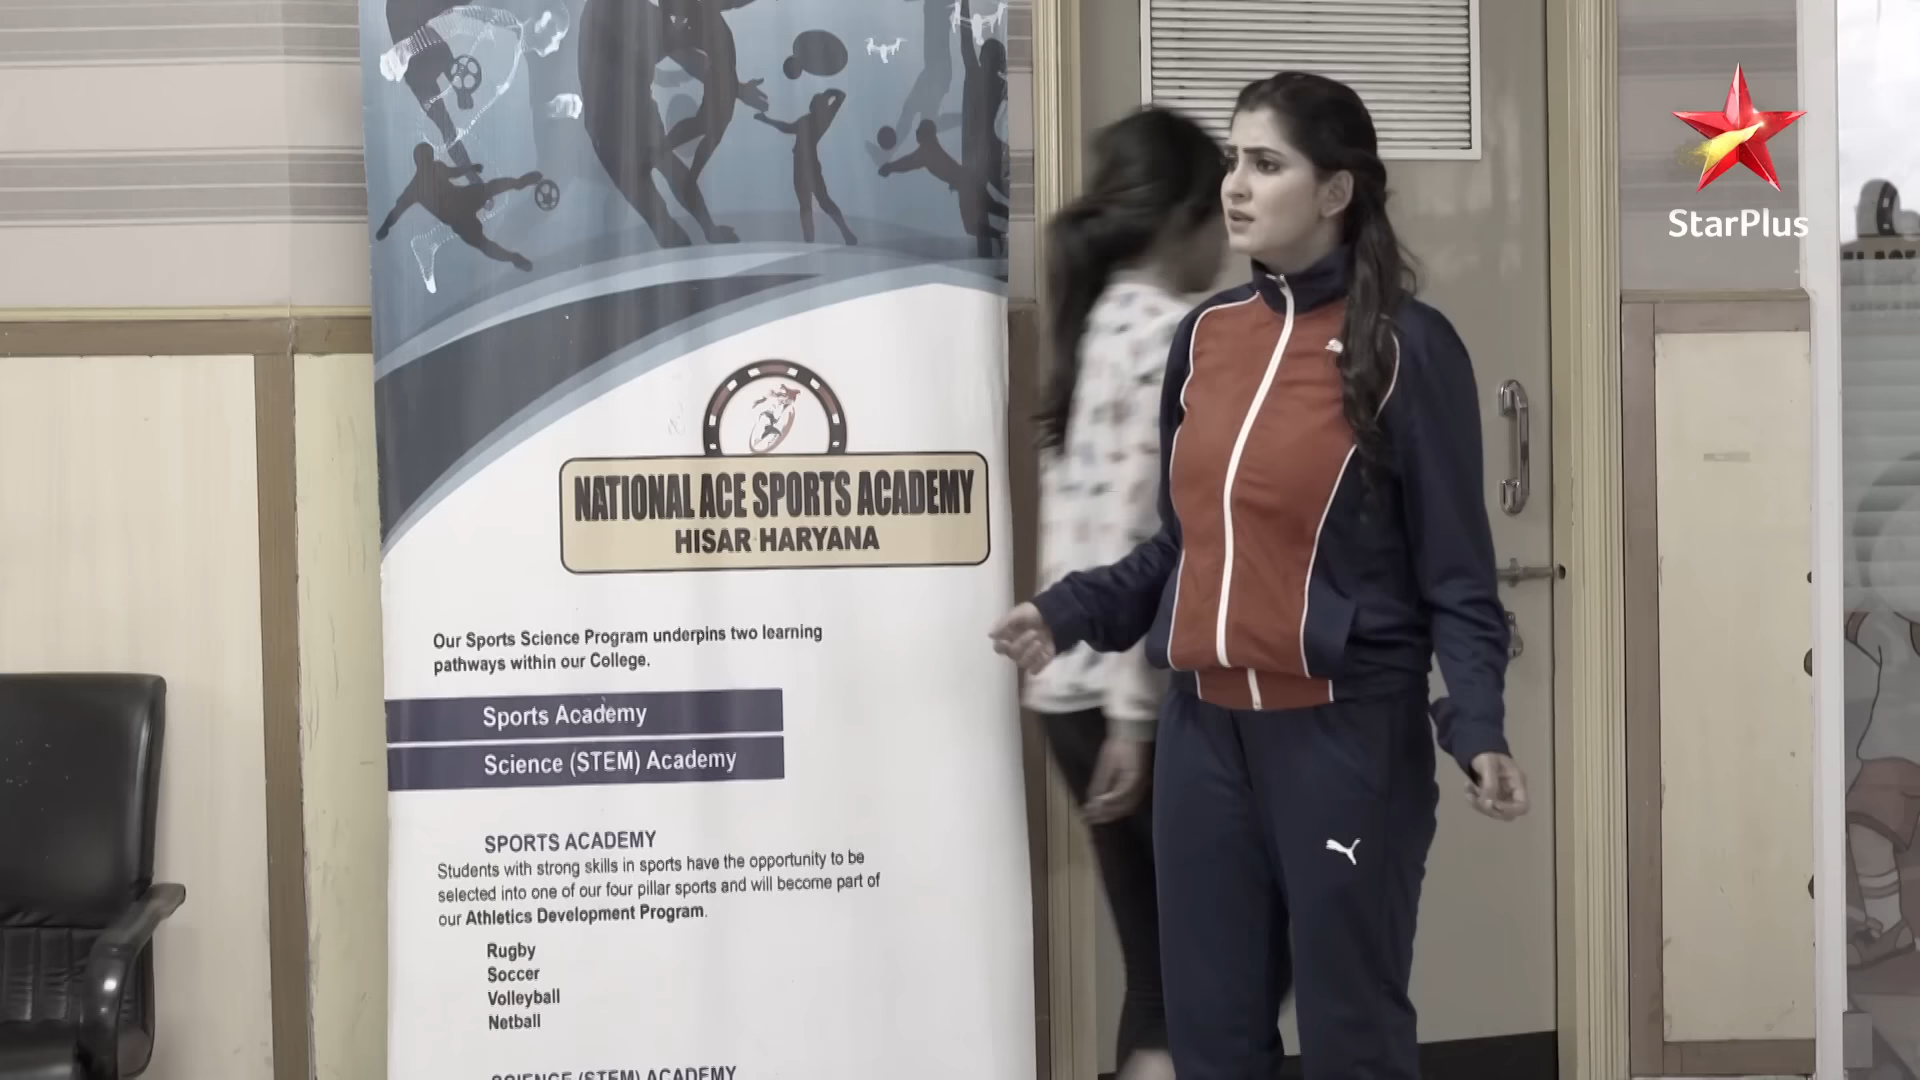 StarPlus
NATIONAL ACE SPORTS ACADEMY
HISAR HARYANA
Our Sports Science Program underpins two learning
pathways within our College.
Sports Academy
Science (STEM) Academy
SPORTS ACADEMY
Students with strong skills in sports have the opportunity to be
selected into one of our four pillar sports and will become part of
our Athletics Development Program.
Rugby
Soccer
Volleyball
Netball
SCIENCE (STEM) ACADEMY